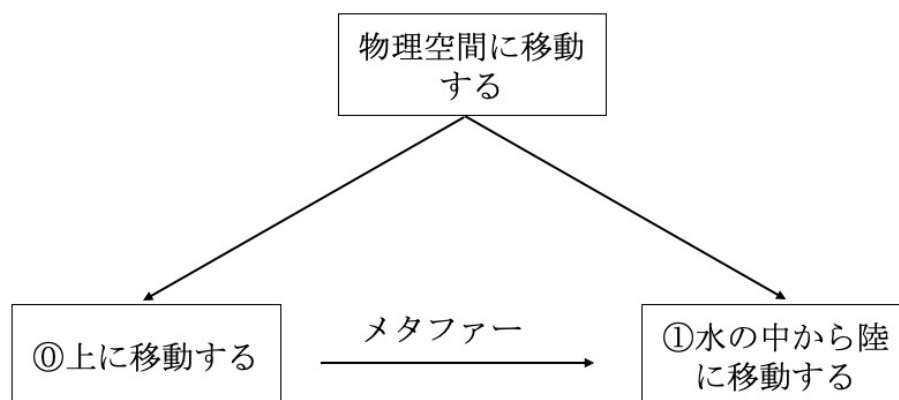 物理空間に移動
する
メタファー
⓪上に移動する
①水の中から陸
に移動する